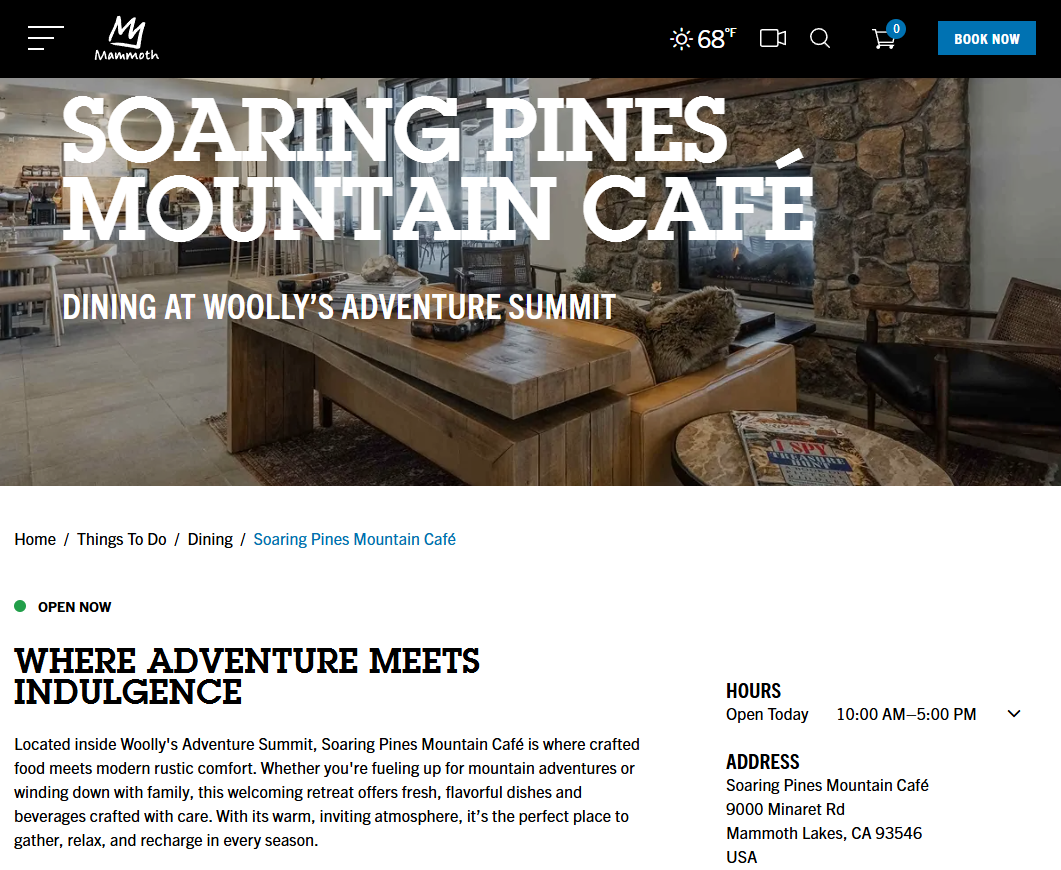 Mammoth
68°F
0
BOOK NOW
SOARING PINES
MOUNTAIN CAFÉ
DINING AT WOOLLY’S ADVENTURE SUMMIT
I SPY
TREASURE
HUNT
Home / Things To Do / Dining / Soaring Pines Mountain Café
OPEN NOW
WHERE ADVENTURE MEETS
INDULGENCE
Located inside Woolly's Adventure Summit, Soaring Pines Mountain Café is where crafted
food meets modern rustic comfort. Whether you're fueling up for mountain adventures or
winding down with family, this welcoming retreat offers fresh, flavorful dishes and
beverages crafted with care. With its warm, inviting atmosphere, it’s the perfect place to
gather, relax, and recharge in every season.
HOURS
Open Today 10:00 AM–5:00 PM
ADDRESS
Soaring Pines Mountain Café
9000 Minaret Rd
Mammoth Lakes, CA 93546
USA